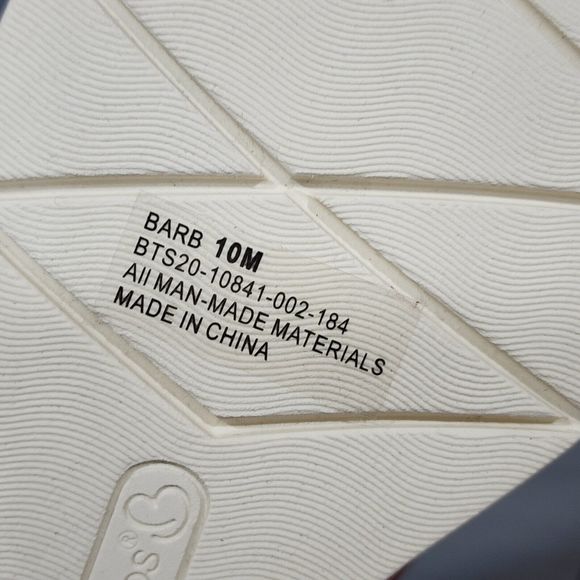 BARB 10M
BTS20-10841-002-184
All MAN-MADE MATERIALS
MADE IN CHINA
®